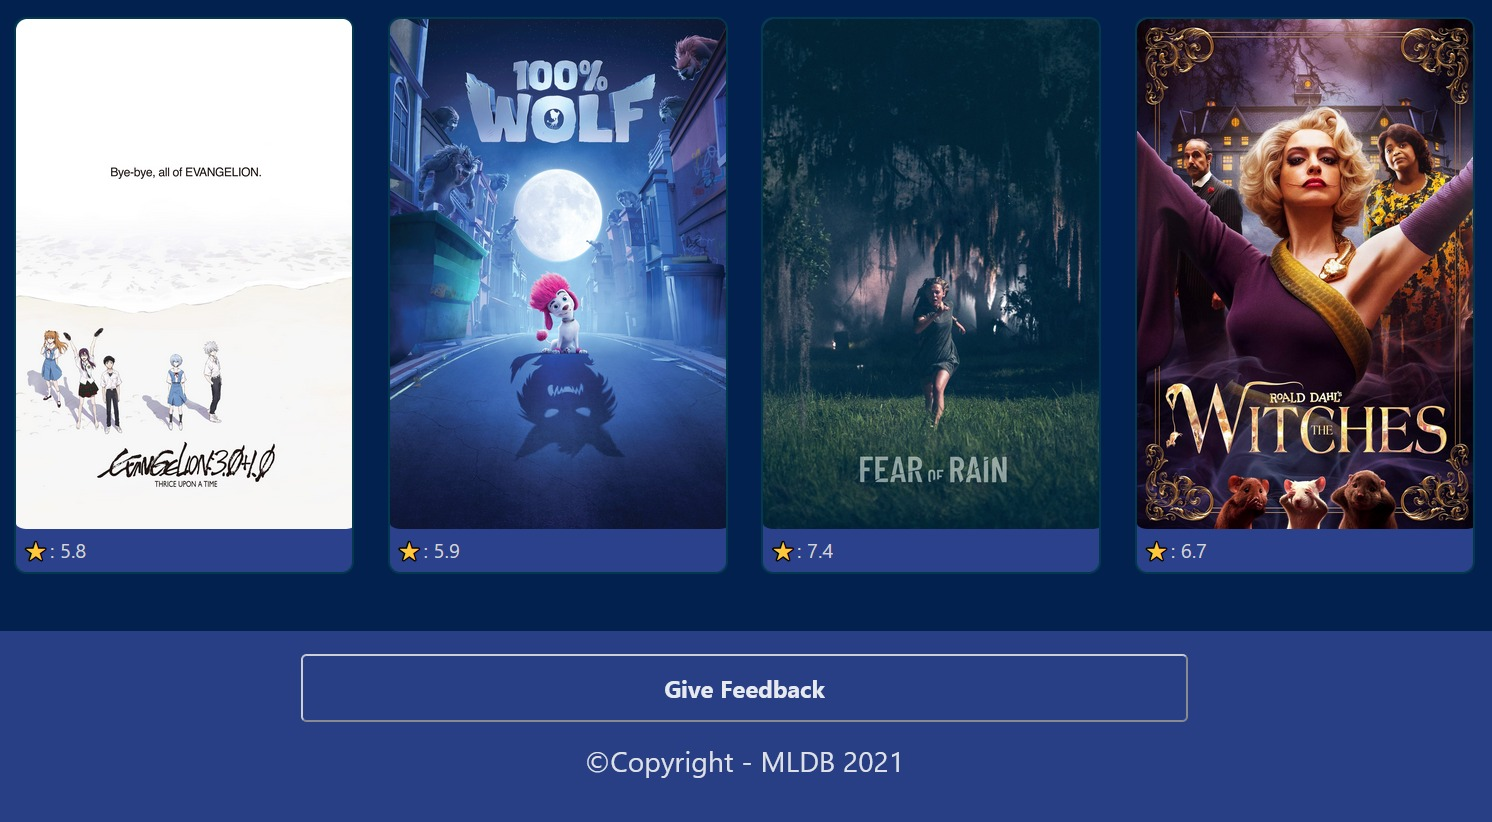 Bye-bye, all of EVANGELION.
EVANGELION:3.0+1.0
THRICE UPON A TIME
: 5.8
100%
WOLF
: 5.9
FEAR OF RAIN
: 7.4
ROALD DAHL'S
THE
WITCHES
: 6.7
Give Feedback
©Copyright - MLDB 2021